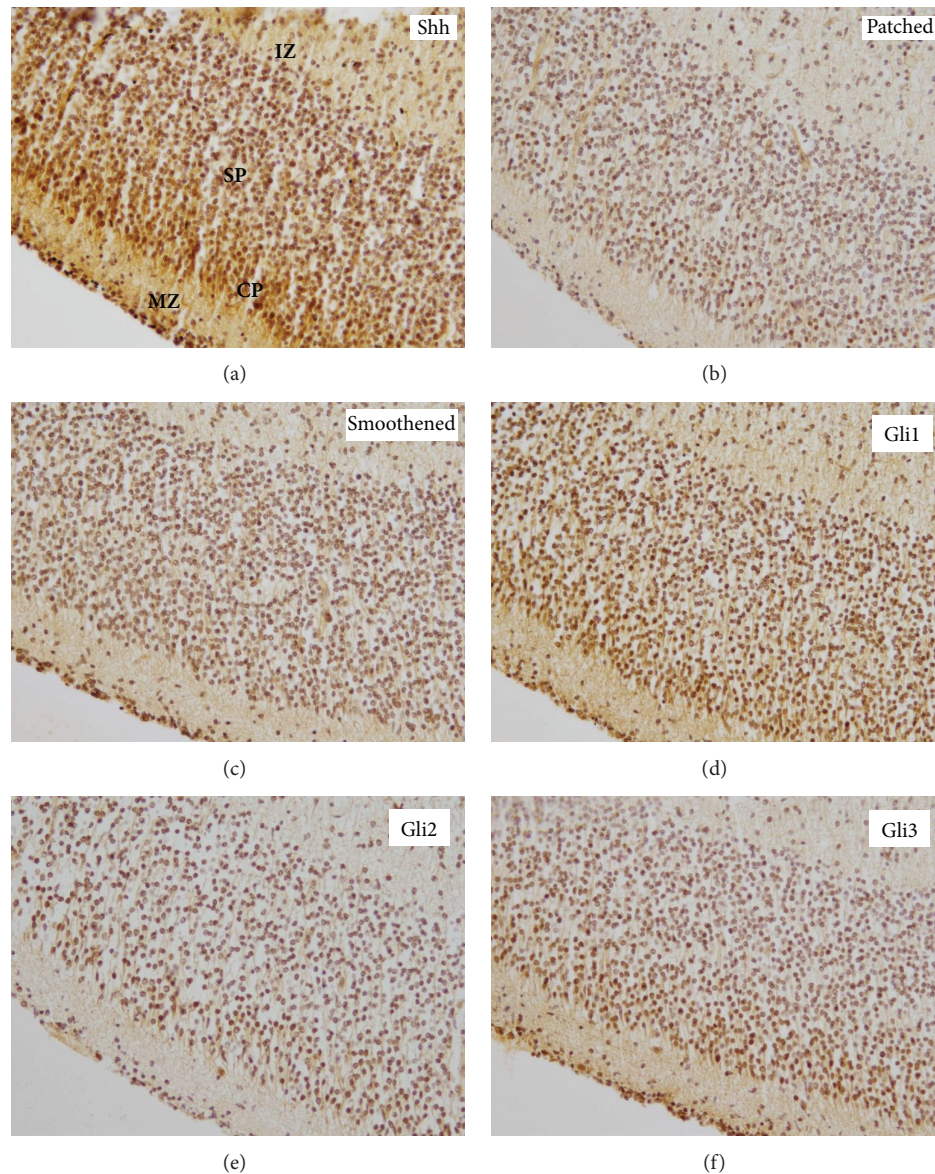 Shh
IZ
SP
CP
MZ
(a)
Patched
(b)
Smoothened
(c)
Gli1
(d)
Gli2
(e)
Gli3
(f)